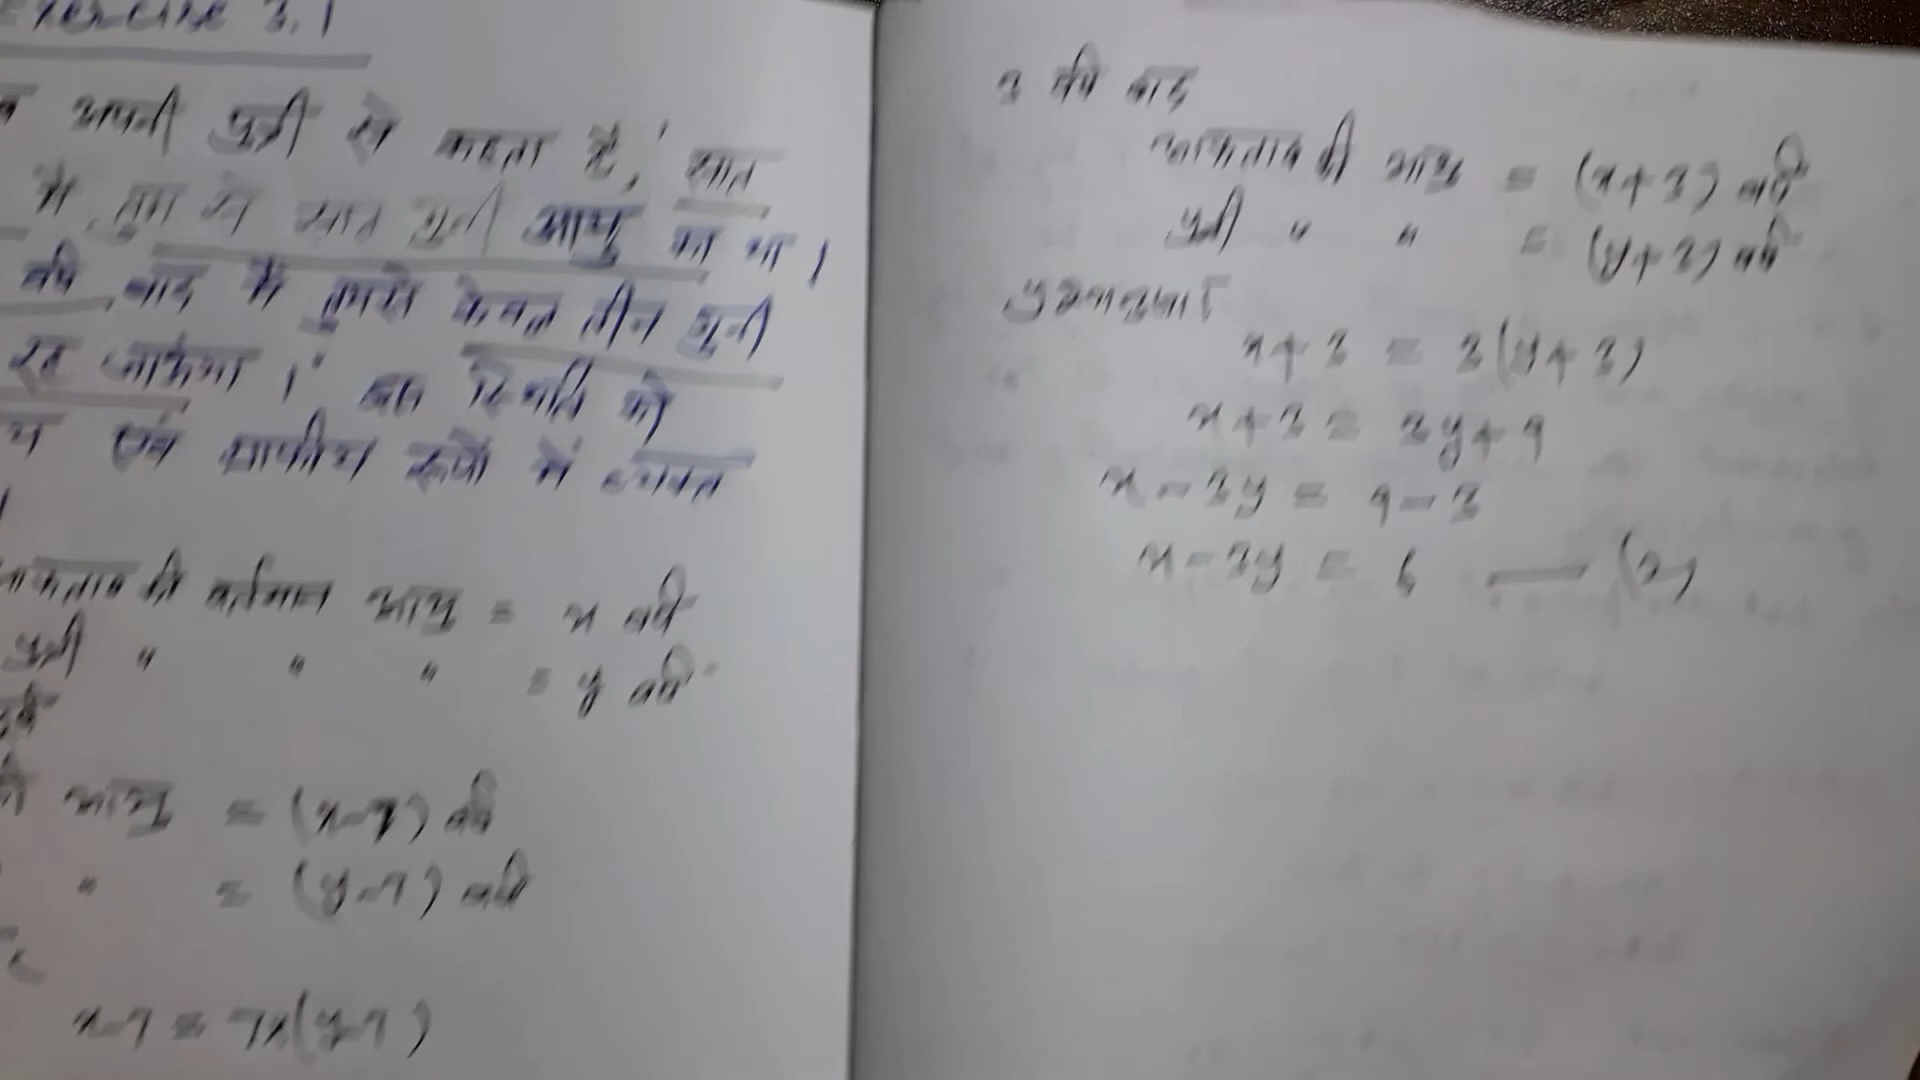 Exercise 3.1
अपनी पुत्री से कहता है, 'सात
में तुम से सात गुनी आयु का था।
वर्ष बाद मैं तुमसे केवल तीन गुनी
रह जाऊंगा।' इस स्थिति को
एवं ग्राफीय रूपों में व्यक्त
आफताब की वर्तमान आयु = x वर्ष
पुत्री " " " = y वर्ष
आयु = (x-7) वर्ष
" = (y-7) वर्ष
x-7 = 7x(y-7)
3 वर्ष बाद
आफताब की आयु = (x+3) वर्ष
पुत्री " " = (y+3) वर्ष
प्रश्नानुसार
x+3 = 3(y+3)
x+3 = 3y+9
x-3y = 9-3
x-3y = 6 — (2)